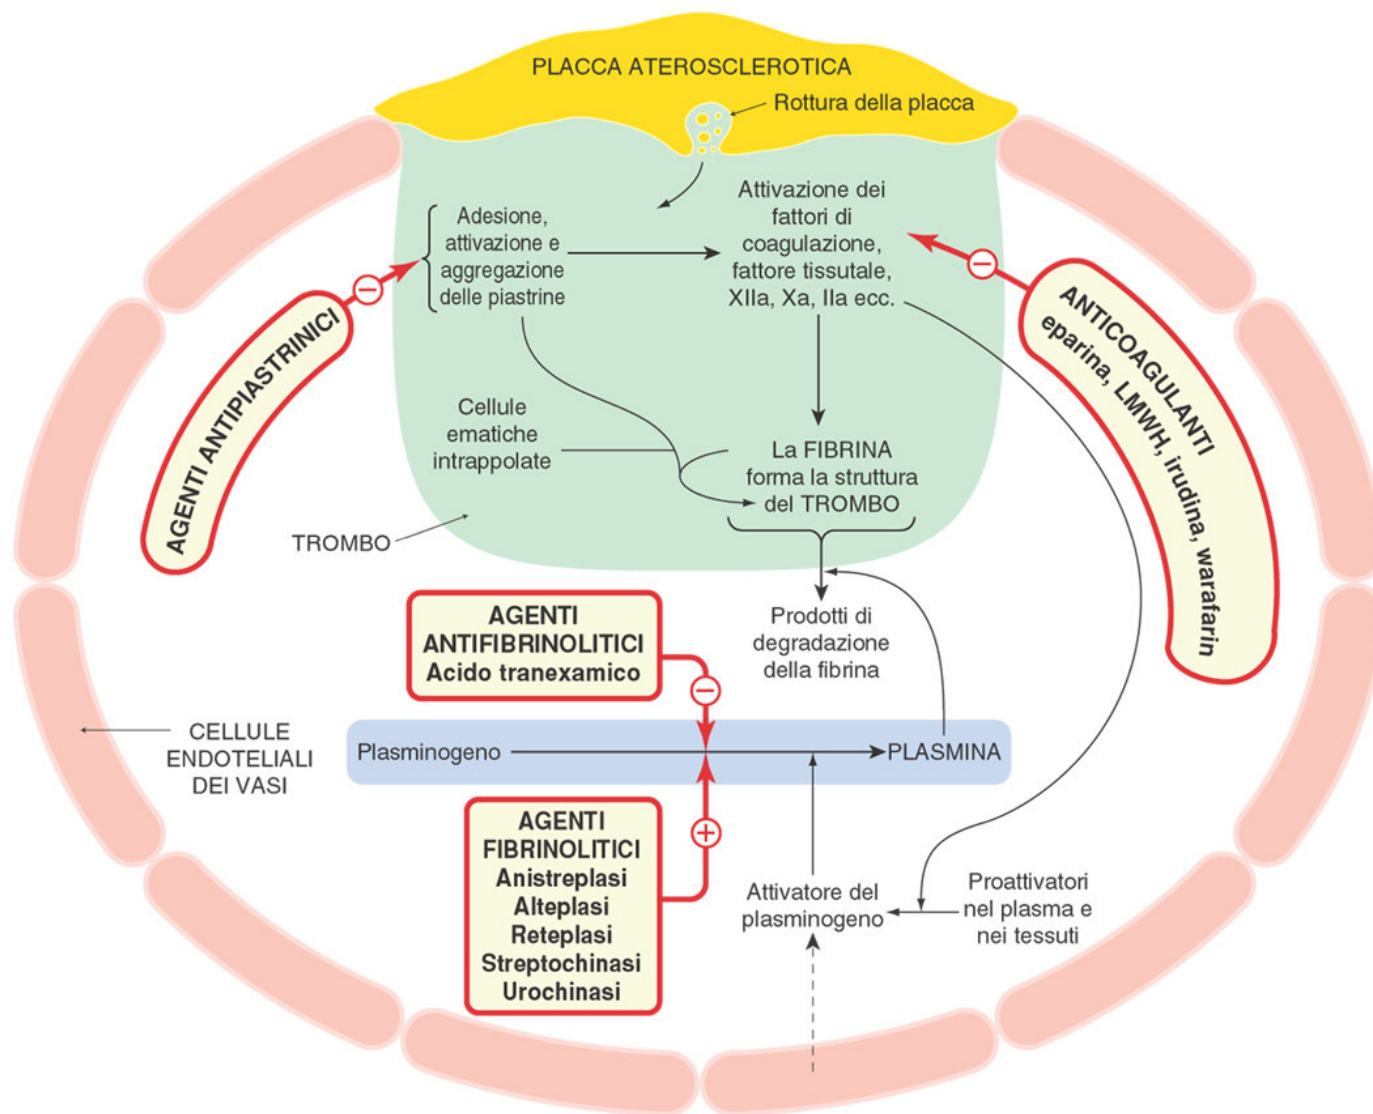 PLACCA ATEROSCLEROTICA
Rottura della placca
Adesione,
attivazione e
aggregazione
delle piastrine
Attivazione dei
fattori di
coagulazione,
fattore tissutale,
XIIa, Xa, IIa ecc.
AGENTI ANTIPIASTRINICI
ANTICOAGULANTI
eparina, LMWH, irudina, warafarin
Cellule
ematiche
intrappolate
La FIBRINA
forma la struttura
del TROMBO
TROMBO
AGENTI
ANTIFIBRINOLITICI
Acido tranexamico
Prodotti di
degradazione
della fibrina
CELLULE
ENDOTELIALI
DEI VASI
Plasminogeno
PLASMINA
AGENTI
FIBRINOLITICI
Anistreplasi
Alteplasi
Reteplasi
Streptochinasi
Urochinasi
Attivatore del
plasminogeno
Proattivatori
nel plasma e
nei tessuti